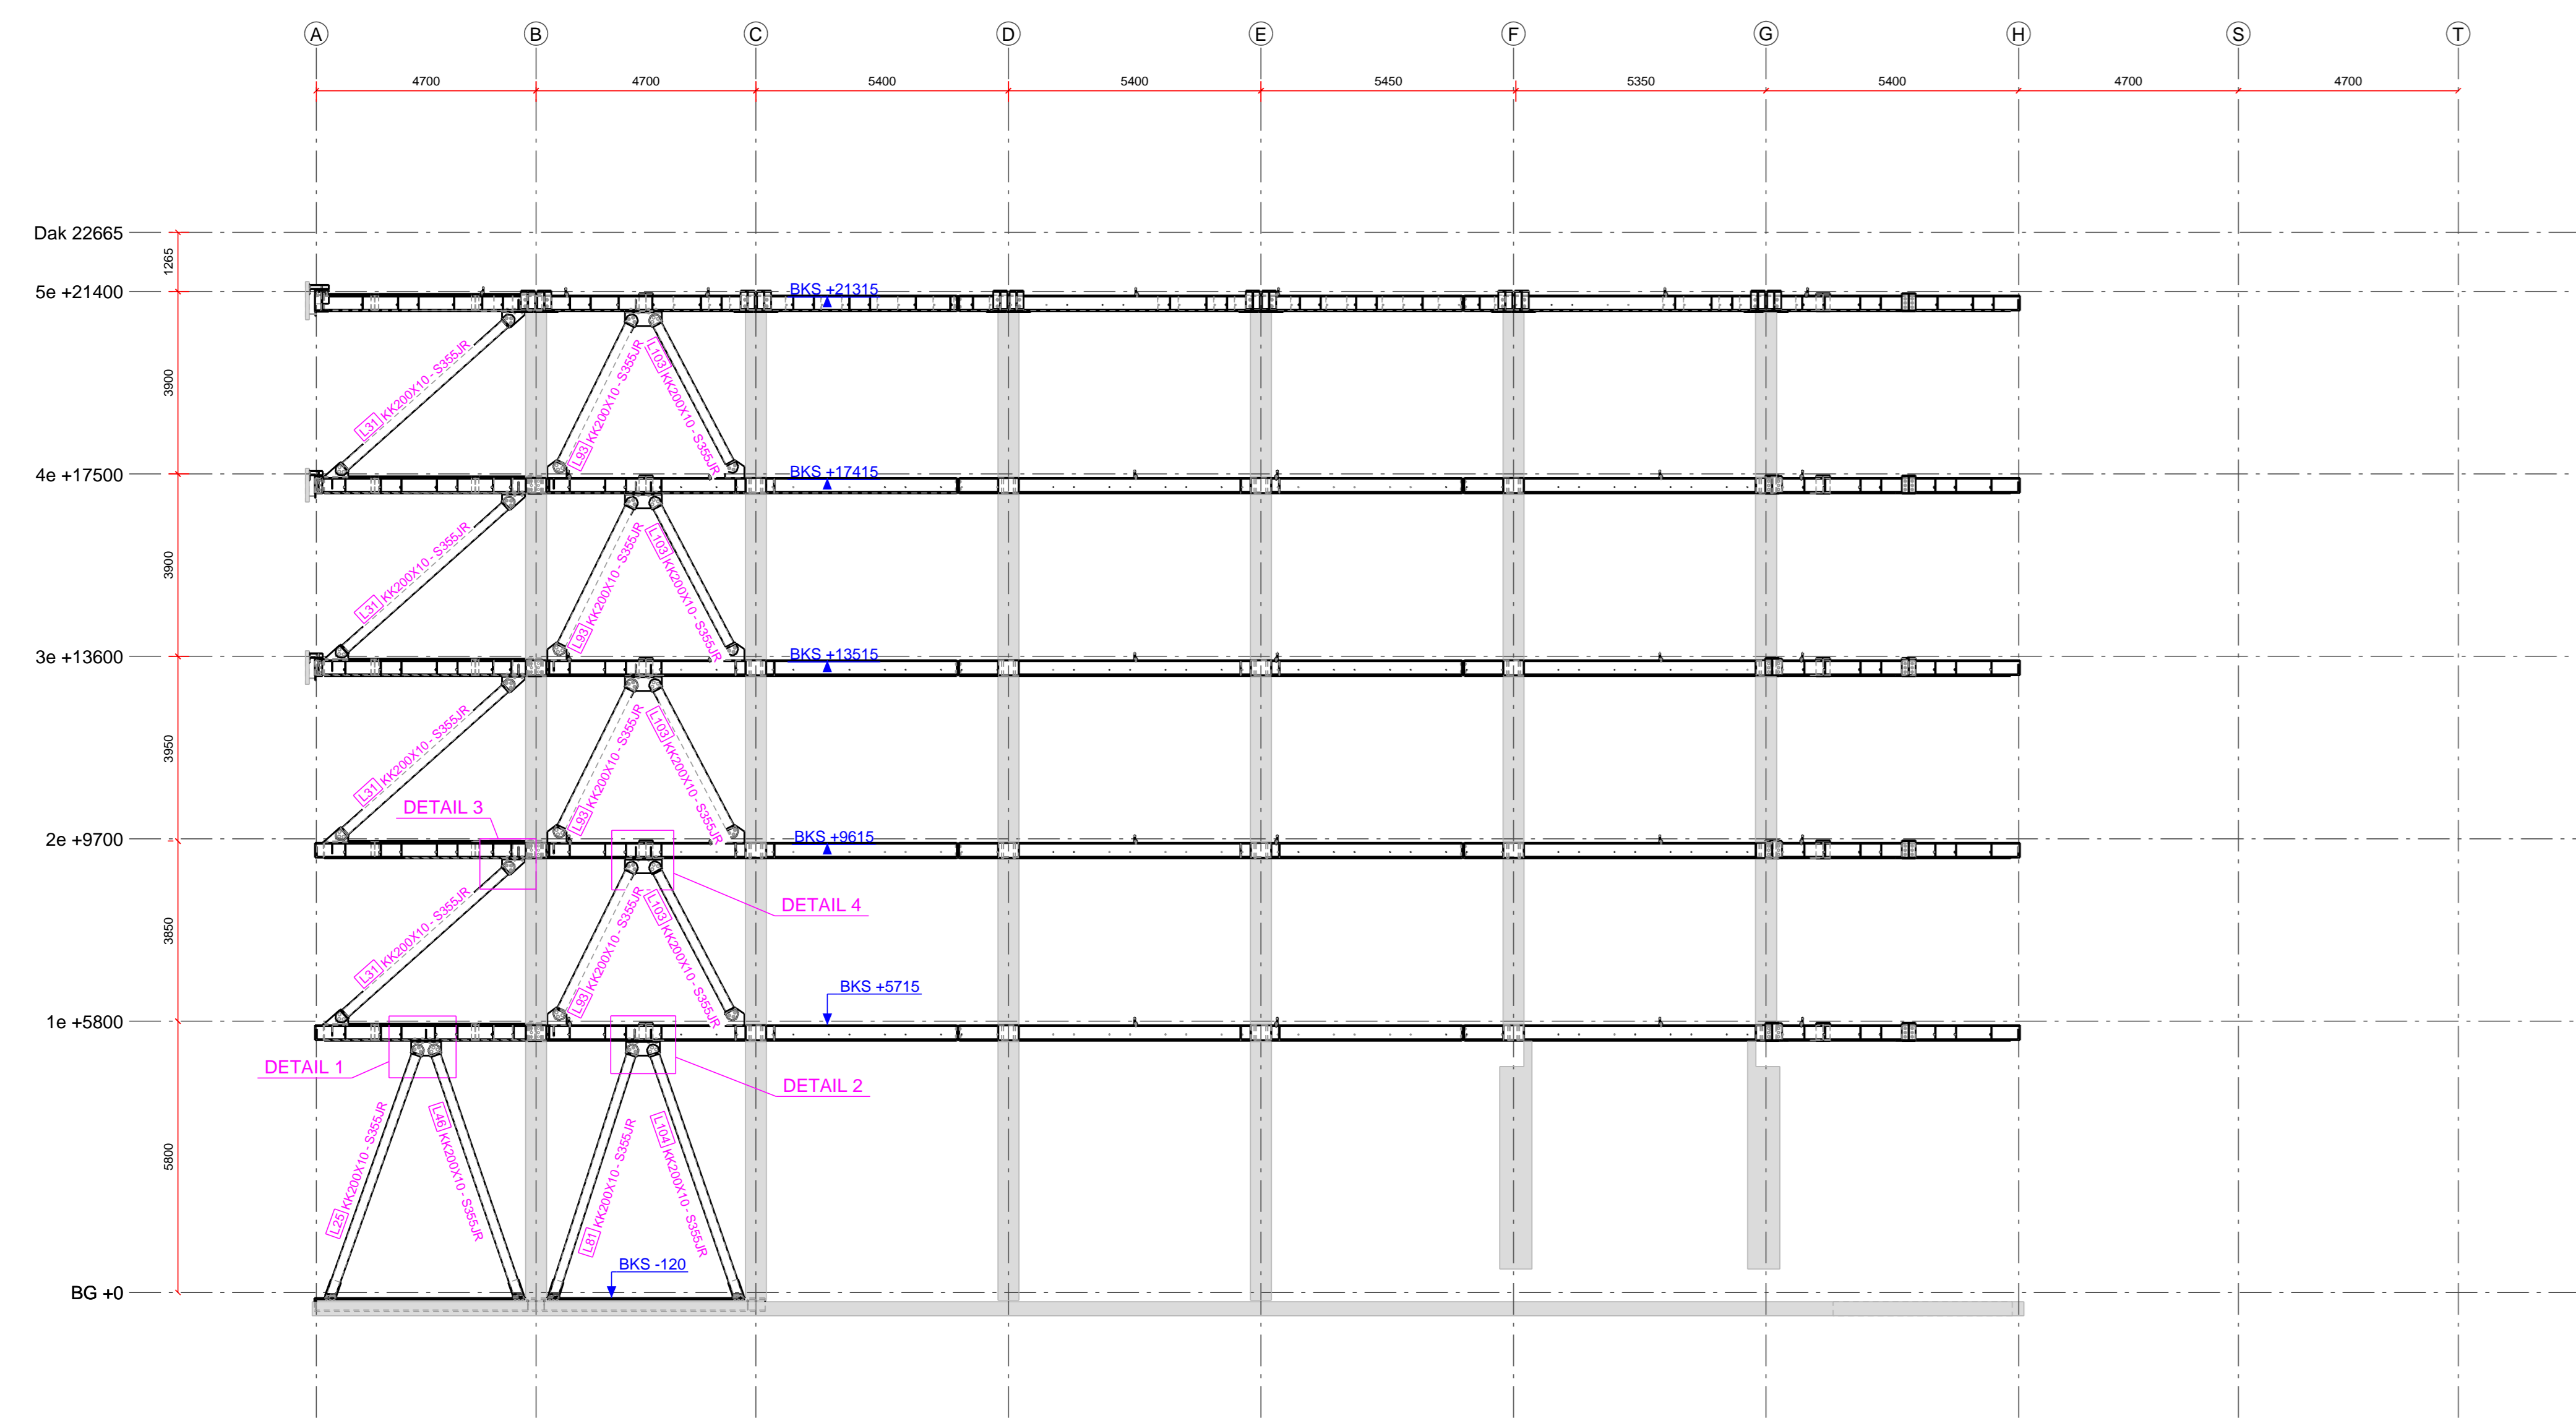 A B C D E F G H S T
4700 4700 5400 5400 5450 5350 5400 4700 4700
Dak 22665
1265
5e +21400
BKS +21315
3900
L31 KK200X10 - S355JR
L93 KK200X10 - S355JR
L103 KK200X10 - S355JR
4e +17500
BKS +17415
3900
L31 KK200X10 - S355JR
L93 KK200X10 - S355JR
L103 KK200X10 - S355JR
3e +13600
BKS +13515
3950
L31 KK200X10 - S355JR
L93 KK200X10 - S355JR
L103 KK200X10 - S355JR
DETAIL 3
2e +9700
BKS +9615
3850
L31 KK200X10 - S355JR
L93 KK200X10 - S355JR
L103 KK200X10 - S355JR
DETAIL 4
BKS +5715
1e +5800
DETAIL 1
DETAIL 2
5800
L25 KK200X10 - S355JR
L46 KK200X10 - S355JR
L81 KK200X10 - S355JR
L104 KK200X10 - S355JR
BKS -120
BG +0